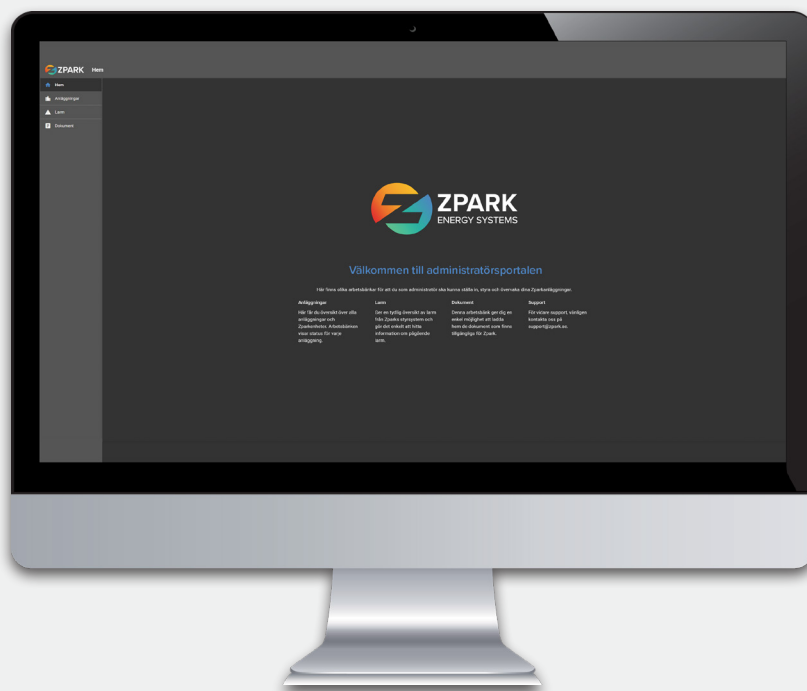 ZPARK Hem
Hem
Anläggningar
Larm
Dokument
ZPARK
ENERGY SYSTEMS
Välkommen till administratörsportalen
Här finns olika arbetsbänkar för att du som administratör ska kunna ställa in, styra och övervaka dina Zparkanläggningar.
Anläggningar
Här får du översikt över alla
anläggningar och
Zparkenheter. Arbetsbänken
visar status för varje
anläggning.
Larm
Ger en tydlig översikt av larm
från Zparks styrsystem och
gör det enkelt att hitta
information om pågående
larm.
Dokument
Denna arbetsbänk ger dig en
enkel möjlighet att ladda
hem de dokument som finns
tillgängliga för Zpark.
Support
För vidare support, vänligen
kontakta oss på
support@zpark.se.